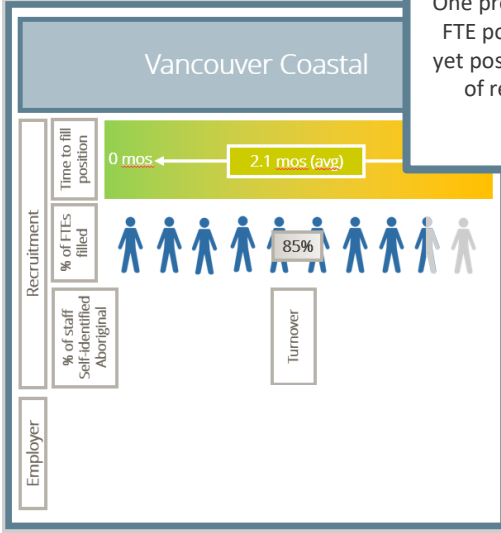 One pro
FTE po
yet pos
of re
Vancouver Coastal
Recruitment
Time to fill
position
0 mos
2.1 mos (avg)
% of FTEs
filled
85%
% of staff
Self-identified
Aboriginal
Turnover
Employer